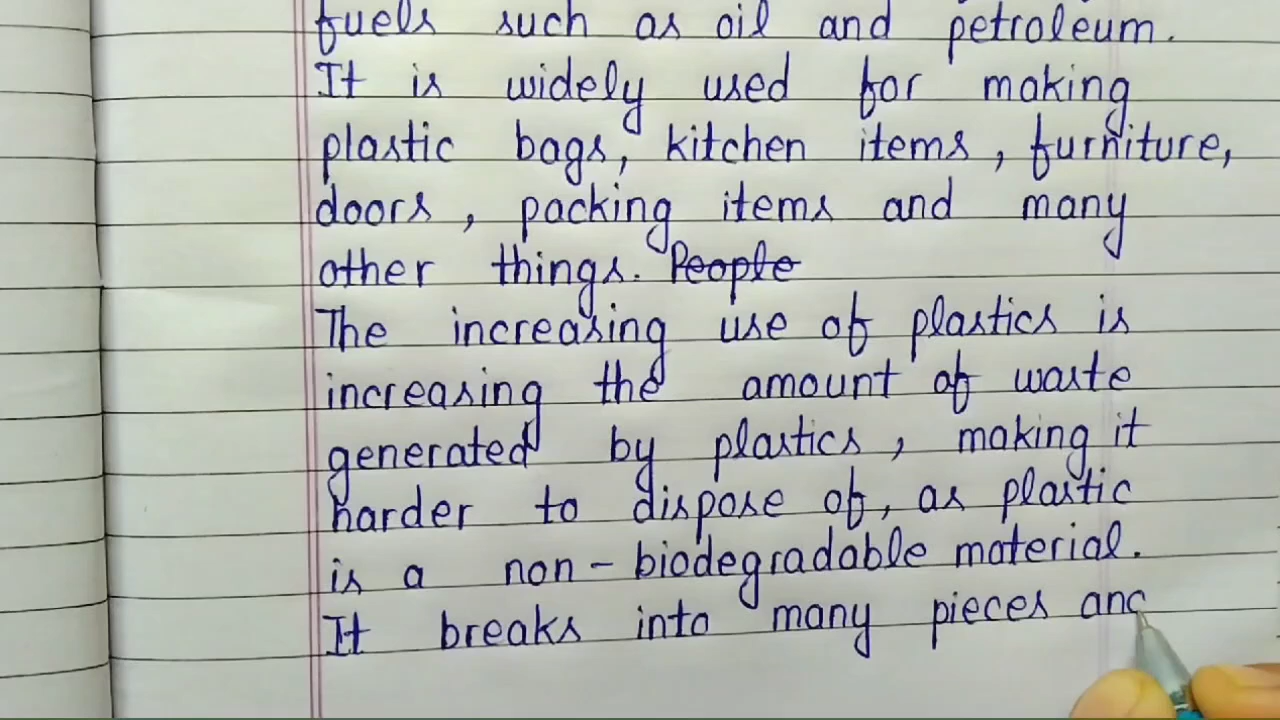 fuels such as oil and petroleum.
It is widely used for making
plastic bags, kitchen items, furniture,
doors, packing items and many
other things. People
The increasing use of plastics is
increasing the amount of waste
generated by plastics, making it
harder to dispose of, as plastic
is a non-biodegradable material.
It breaks into many pieces anc